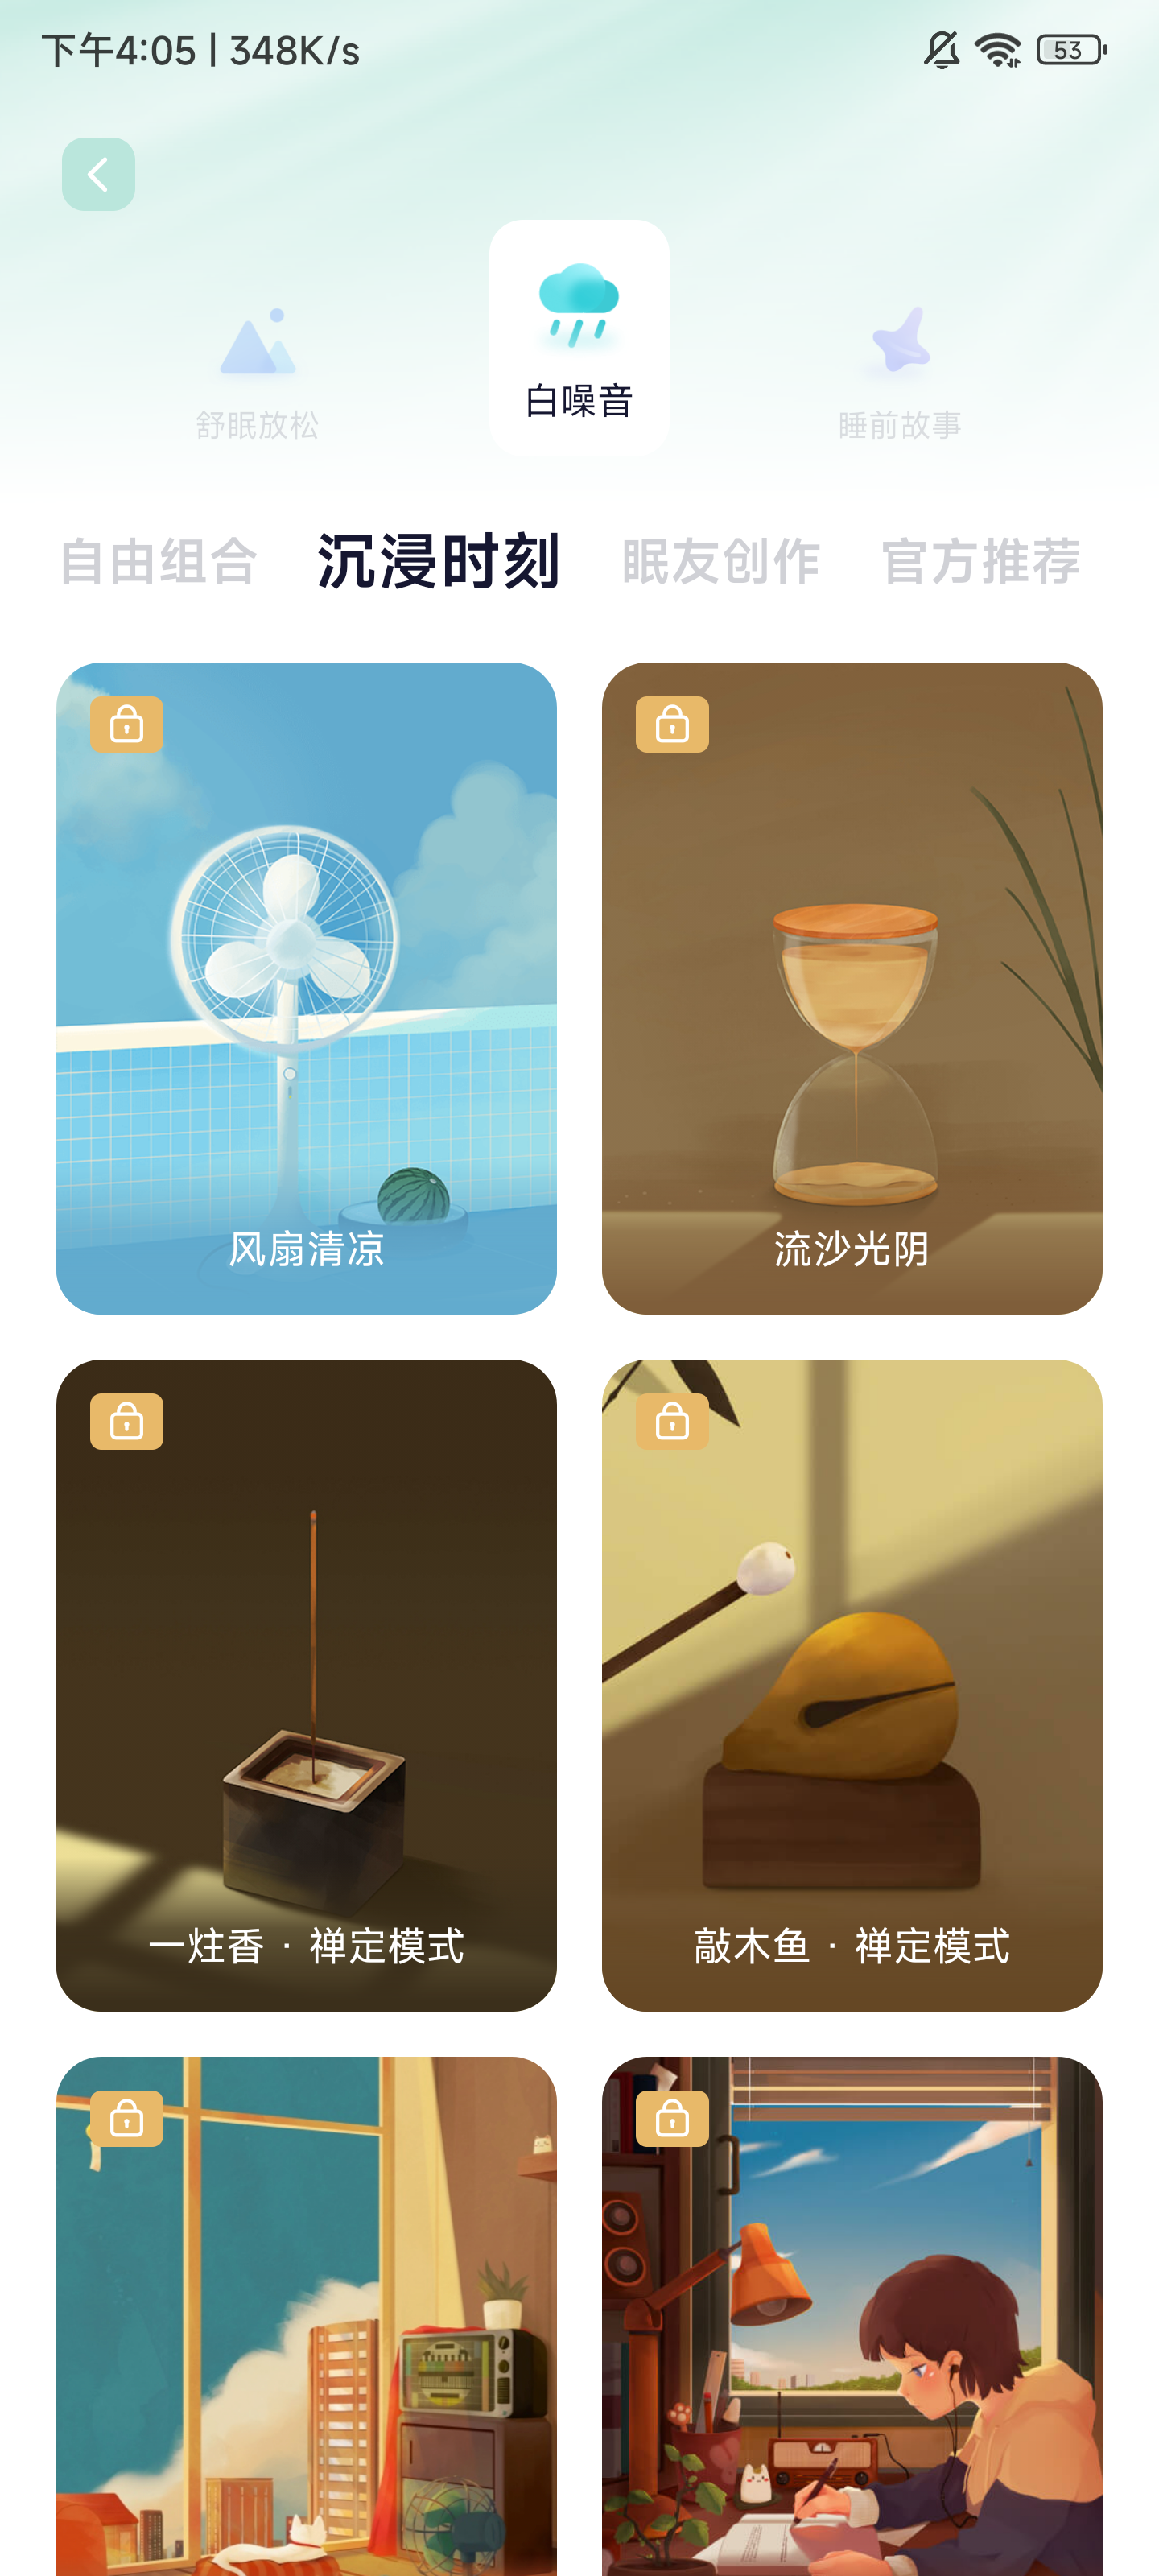 下午4:05 | 348K/s
53
舒眠放松
白噪音
睡前故事
自由组合 沉浸时刻 眠友创作 官方推荐
风扇清凉
流沙光阴
一炷香 · 禅定模式
敲木鱼 · 禅定模式